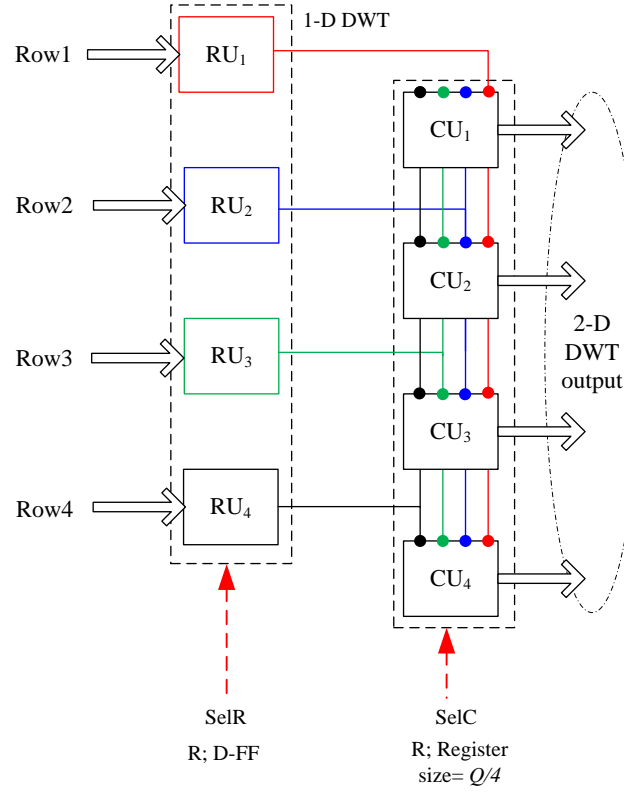 1-D DWT
Row1
RU₁
CU₁
Row2
RU₂
CU₂
2-D
DWT
output
Row3
RU₃
CU₃
Row4
RU₄
CU₄
SelR
R; D-FF
SelC
R; Register
size= Q/4